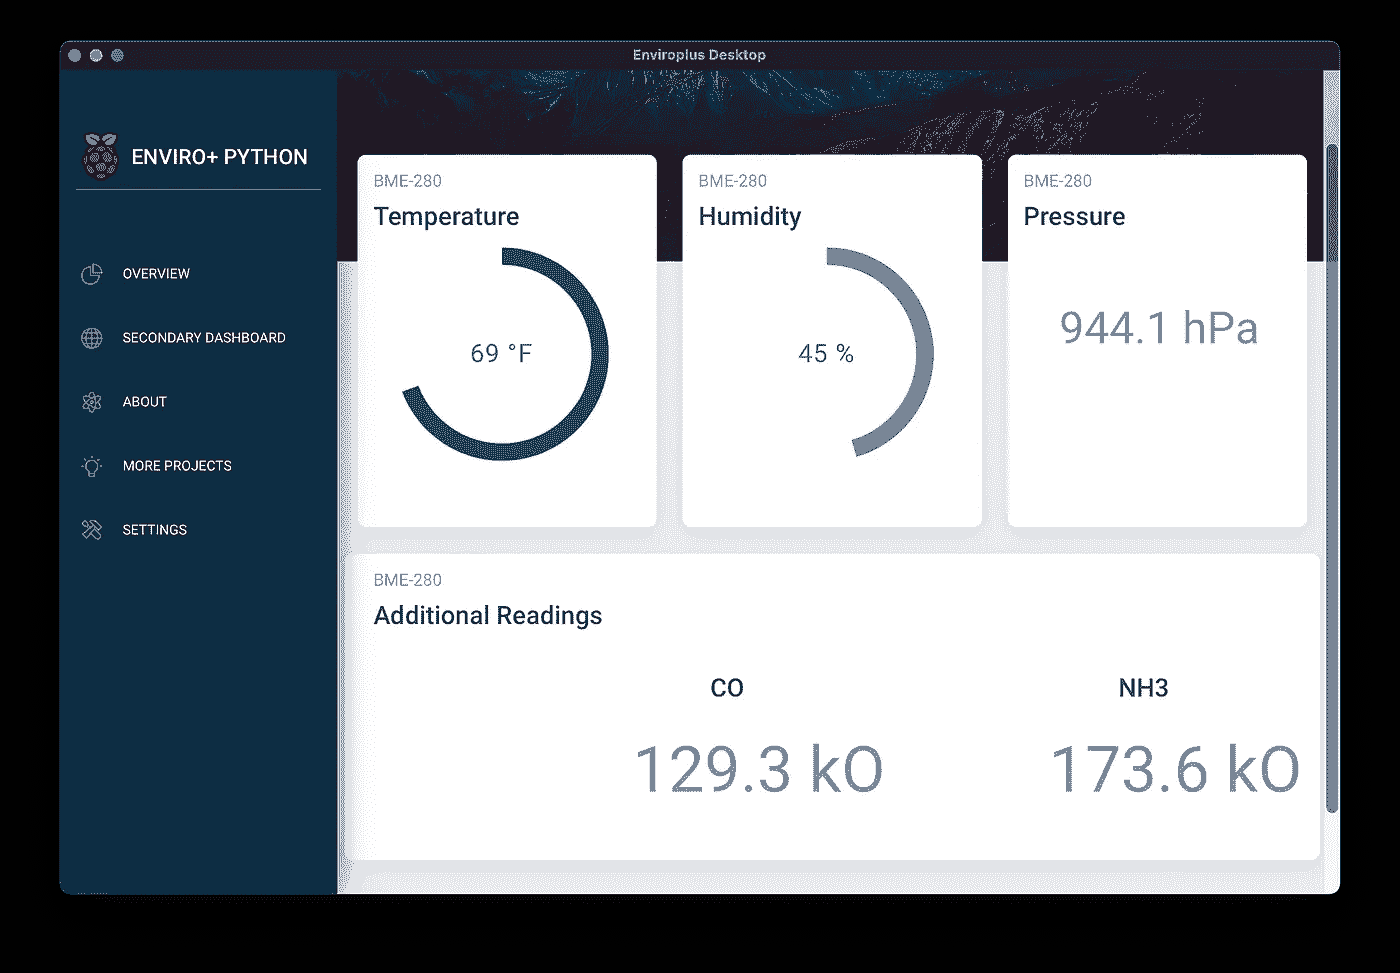 Enviroplus Desktop
ENVIRO+ PYTHON
OVERVIEW
SECONDARY DASHBOARD
ABOUT
MORE PROJECTS
SETTINGS
BME-280
Temperature
69 °F
BME-280
Humidity
45 %
BME-280
Pressure
944.1 hPa
BME-280
Additional Readings
CO
129.3 kO
NH3
173.6 kO